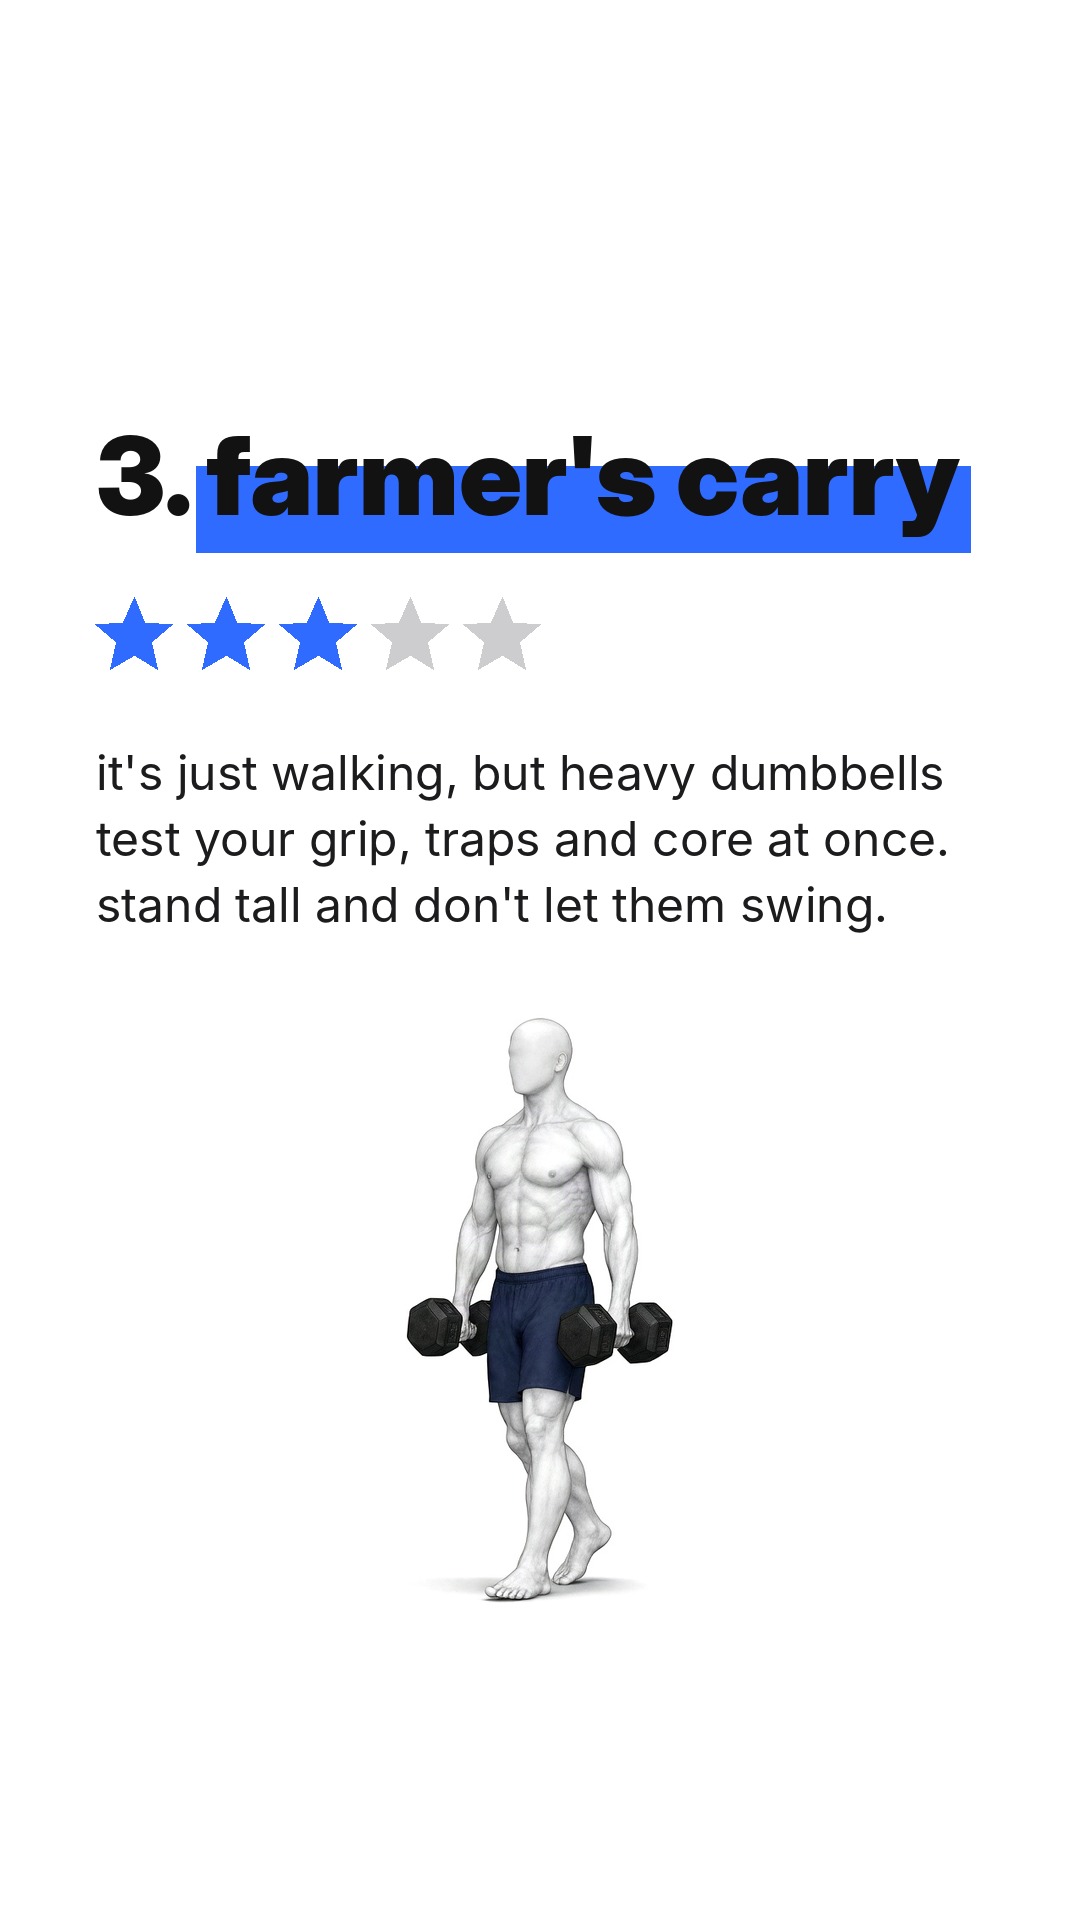 3. farmer's carry
it's just walking, but heavy dumbbells
test your grip, traps and core at once.
stand tall and don't let them swing.